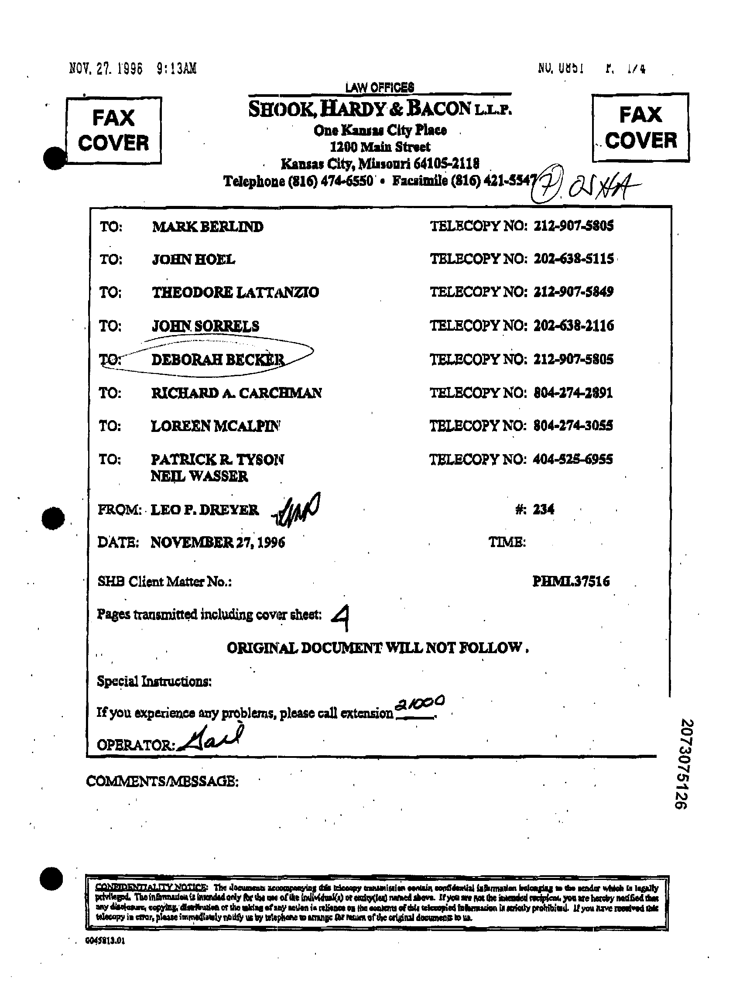 NOV. 27. 1996 9:13AM NO. 0851 P. 1/4
LAW OFFICES
SHOOK, HARDY & BACON L.L.P.
FAX COVER
FAX COVER
One Kansas City Place
1200 Main Street
Kansas City, Missouri 64105-2118
Telephone (816) 474-6550 • Facsimile (816) 421-5547
OSHA
TO: MARK BERLIND TELECOPY NO: 212-907-5805
TO: JOHN HOEL TELECOPY NO: 202-638-5115
TO: THEODORE LATTANZIO TELECOPY NO: 212-907-5849
TO: JOHN SORRELS TELECOPY NO: 202-638-2116
TO: DEBORAH BECKER TELECOPY NO: 212-907-5805
TO: RICHARD A. CARCHMAN TELECOPY NO: 804-274-2891
TO: LOREEN MCALPIN TELECOPY NO: 804-274-3055
TO: PATRICK R. TYSON TELECOPY NO: 404-525-6955
NEIL WASSER
FROM: LEO P. DREYER #: 234
DATE: NOVEMBER 27, 1996 TIME:
SHB Client Matter No.: PHMI.37516
Pages transmitted including cover sheet: 4
ORIGINAL DOCUMENT WILL NOT FOLLOW.
Special Instructions:
If you experience any problems, please call extension 21000.
OPERATOR: Gail
COMMENTS/MESSAGE:
2073075126
CONFIDENTIALITY NOTICE: The documents accompanying this telecopy transmission contain confidential information belonging to the sender which is legally
privileged. The information is intended only for the use of the individual(s) or entity(ies) named above. If you are not the intended recipient, you are hereby notified that
any disclosure, copying, distribution or the taking of any action in reliance on the contents of this telecopied information is strictly prohibited. If you have received this
telecopy in error, please immediately notify us by telephone to arrange for return of the original documents to us.
0045813.01